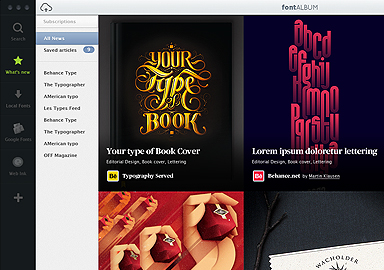 fontALBUM
Search
What's new
Local Fonts
Google Fonts
Web Ink
Subscriptions
All News
Saved articles 9
Behance Type
The Typographer
AMerican typo
Les Types Feed
Behance Type
The Typographer
AMerican typo
OFF Magazine
YOUR
Type
of
BOOK
Your type of Book Cover
Editorial Design, Book cover, Lettering
Bē Typography Served
abcd
Lorem ipsum doloretur lettering
Editorial Design, Book cover, Lettering
Bē Behance.net by Martin Klausen
WACHOLDER